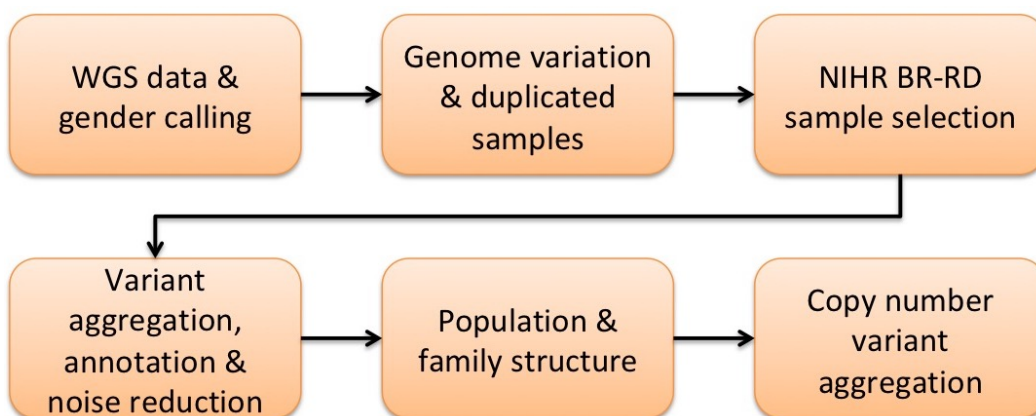 WGS data &
gender calling
Genome variation
& duplicated
samples
NIHR BR-RD
sample selection
Variant
aggregation,
annotation &
noise reduction
Population &
family structure
Copy number
variant
aggregation